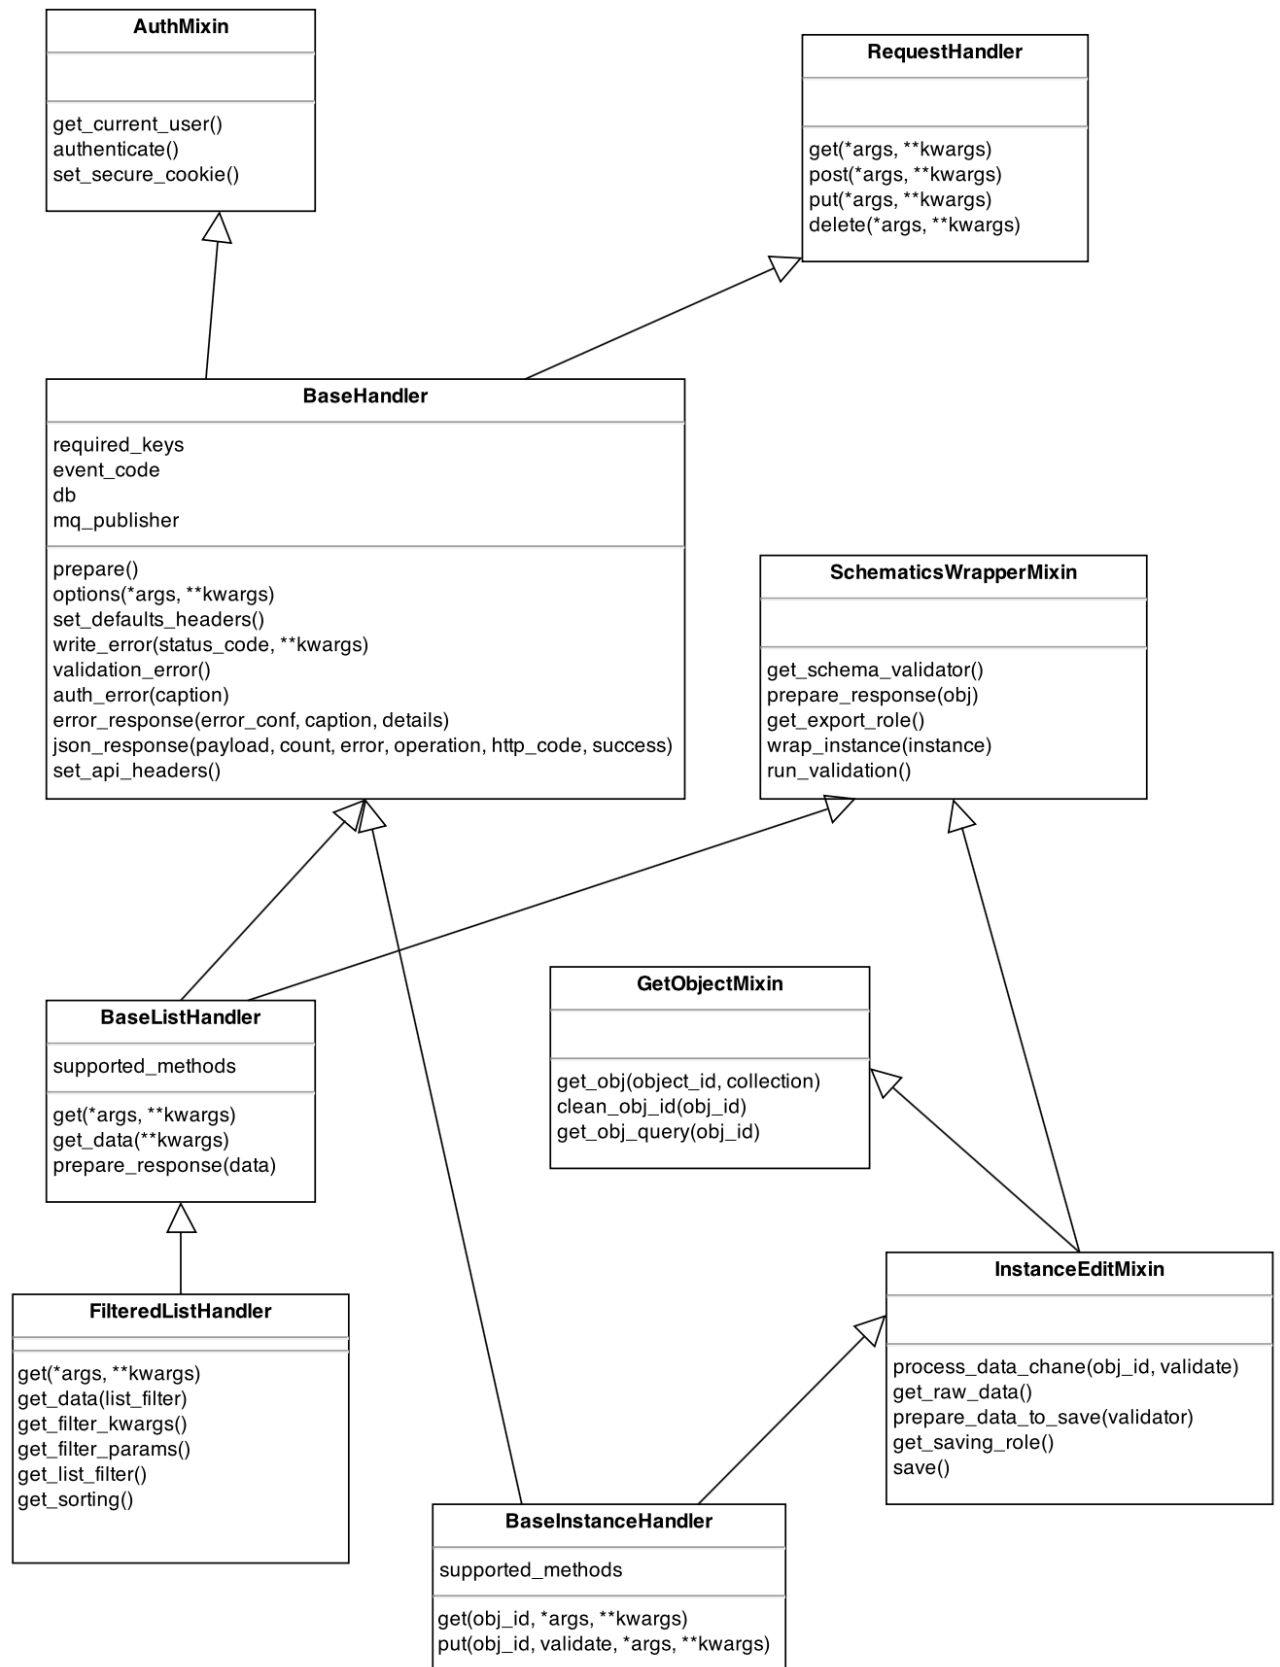 AuthMixin
get_current_user()
authenticate()
set_secure_cookie()
RequestHandler
get(*args, **kwargs)
post(*args, **kwargs)
put(*args, **kwargs)
delete(*args, **kwargs)
BaseHandler
required_keys
event_code
db
mq_publisher
prepare()
options(*args, **kwargs)
set_defaults_headers()
write_error(status_code, **kwargs)
validation_error()
auth_error(caption)
error_response(error_conf, caption, details)
json_response(payload, count, error, operation, http_code, success)
set_api_headers()
SchematicsWrapperMixin
get_schema_validator()
prepare_response(obj)
get_export_role()
wrap_instance(instance)
run_validation()
BaseListHandler
supported_methods
get(*args, **kwargs)
get_data(**kwargs)
prepare_response(data)
GetObjectMixin
get_obj(object_id, collection)
clean_obj_id(obj_id)
get_obj_query(obj_id)
FilteredListHandler
get(*args, **kwargs)
get_data(list_filter)
get_filter_kwargs()
get_filter_params()
get_list_filter()
get_sorting()
InstanceEditMixin
process_data_chane(obj_id, validate)
get_raw_data()
prepare_data_to_save(validator)
get_saving_role()
save()
BaseInstanceHandler
supported_methods
get(obj_id, *args, **kwargs)
put(obj_id, validate, *args, **kwargs)